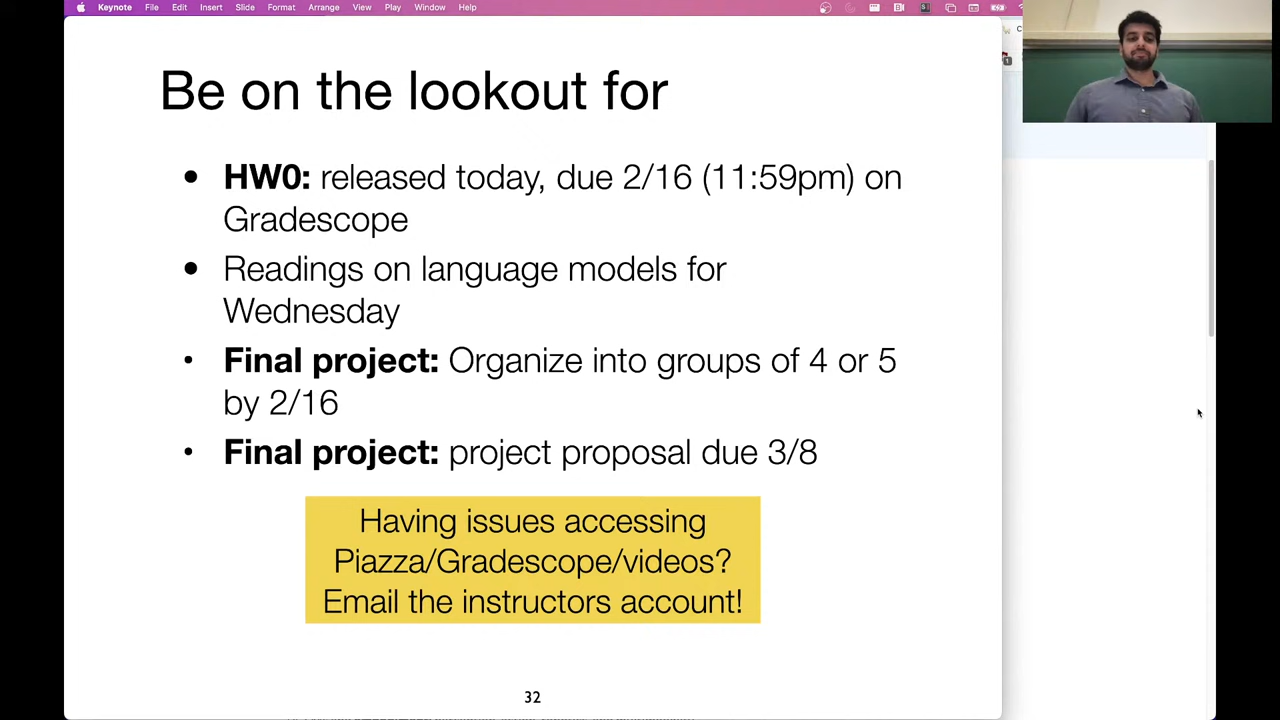 Keynote File Edit Insert Slide Format Arrange View Play Window Help
Be on the lookout for
• HW0: released today, due 2/16 (11:59pm) on
Gradescope
• Readings on language models for
Wednesday
• Final project: Organize into groups of 4 or 5
by 2/16
• Final project: project proposal due 3/8
Having issues accessing
Piazza/Gradescope/videos?
Email the instructors account!
32